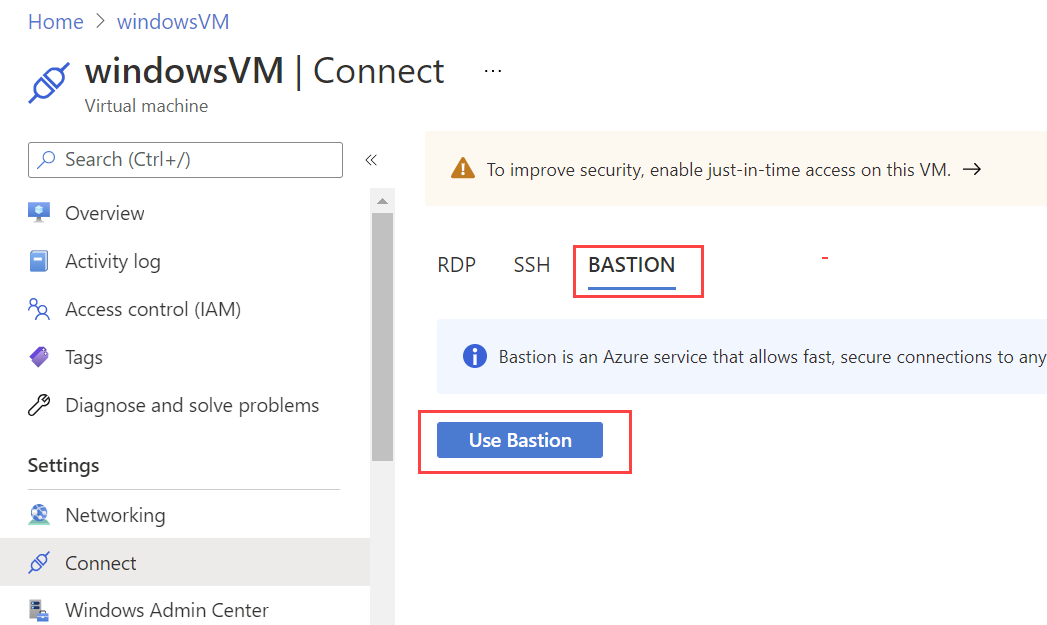 Home > windowsVM
windowsVM | Connect ...
Virtual machine
Search (Ctrl+/)
«
Overview
Activity log
Access control (IAM)
Tags
Diagnose and solve problems
Settings
Networking
Connect
Windows Admin Center
To improve security, enable just-in-time access on this VM. →
RDP SSH BASTION
Bastion is an Azure service that allows fast, secure connections to any
Use Bastion